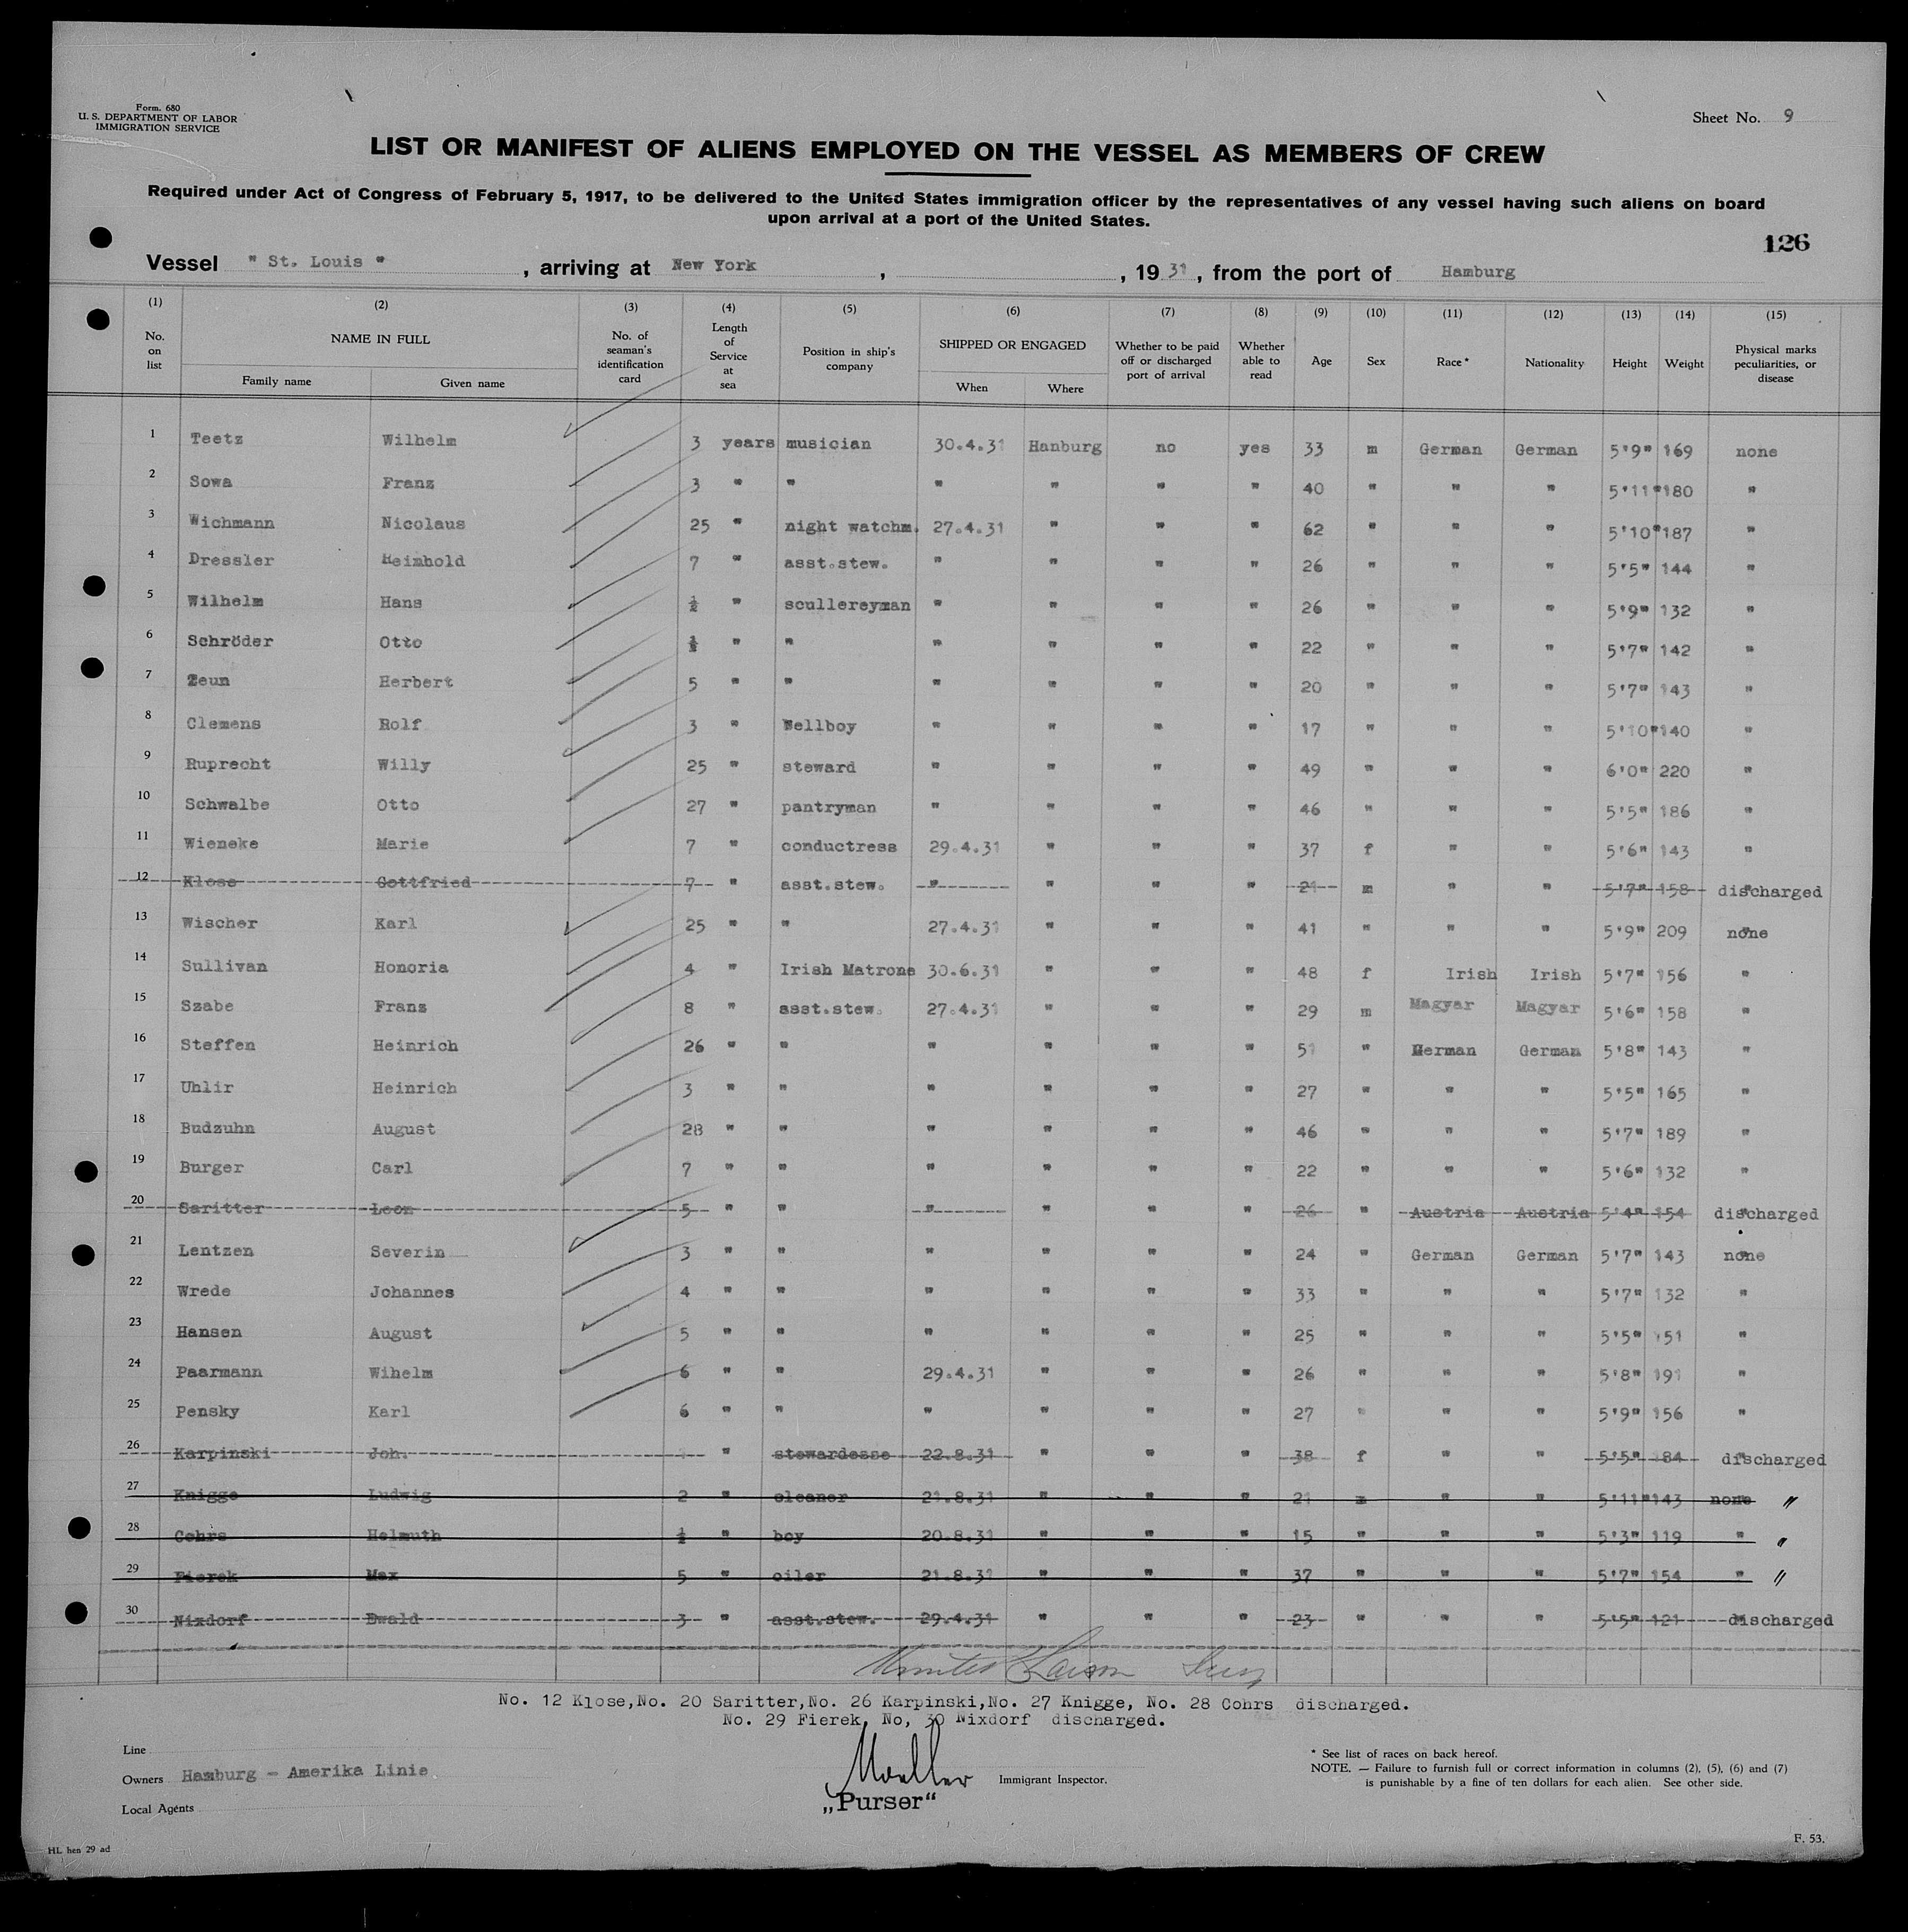 Form. 680
U. S. DEPARTMENT OF LABOR
IMMIGRATION SERVICE
Sheet No. 9
LIST OR MANIFEST OF ALIENS EMPLOYED ON THE VESSEL AS MEMBERS OF CREW
Required under Act of Congress of February 5, 1917, to be delivered to the United States immigration officer by the representatives of any vessel having such aliens on board
upon arrival at a port of the United States.
126
Vessel " St. Louis ", arriving at New York, , 1931, from the port of Hamburg
(1) (2) (3) (4) (5) (6) (7) (8) (9) (10) (11) (12) (13) (14) (15)
No. on list NAME IN FULL Family name Given name No. of seaman's identification card Length of Service at sea Position in ship's company SHIPPED OR ENGAGED When Where Whether to be paid off or discharged port of arrival Whether able to read Age Sex Race* Nationality Height Weight Physical marks peculiarities, or disease
1 Teetz Wilhelm 3 years musician 30.4.31 Hanburg no yes 33 m German German 5'9" 169 none
2 Sowa Franz 3 " " " " " " 40 " " " 5'11" 180 "
3 Wichmann Nicolaus 25 " night watchm. 27.4.31 " " " 62 " " " 5'10" 187 "
4 Dressler Reinhold 7 " asst.stew. " " " " 26 " " " 5'5" 144 "
5 Wilhelm Hans ½ " scullereyman " " " " 26 " " " 5'9" 132 "
6 Schröder Otto ½ " " " " " " 22 " " " 5'7" 142 "
7 Zeun Herbert 5 " " " " " " 20 " " " 5'7" 143 "
8 Clemens Rolf 3 " Wellboy " " " " 17 " " " 5'10" 140 "
9 Ruprecht Willy 25 " steward " " " " 49 " " " 6'0" 220 "
10 Schwalbe Otto 27 " pantryman " " " " 46 " " " 5'5" 186 "
11 Wieneke Marie 7 " conductress 29.4.31 " " " 37 f " " 5'6" 143 "
12 Klose Gottfried 7 " asst.stew. " " " " 21 m " " 5'7" 158 discharged
13 Wischer Karl 25 " " 27.4.31 " " " 41 " " " 5'9" 209 none
14 Sullivan Honoria 4 " Irish Matrone 30.6.31 " " " 48 f Irish Irish 5'7" 156 "
15 Szabe Franz 8 " asst.stew. 27.4.31 " " " 29 m Magyar Magyar 5'6" 158 "
16 Steffen Heinrich 26 " " " " " " 51 " German German 5'8" 143 "
17 Uhlir Heinrich 3 " " " " " " 27 " " " 5'5" 165 "
18 Budzuhn August 28 " " " " " " 46 " " " 5'7" 189 "
19 Burger Carl 7 " " " " " " 22 " " " 5'6" 132 "
20 Saritter Leon 5 " " " " " " 26 " Austria Austria 5'4" 154 discharged
21 Lentzen Severin 3 " " " " " " 24 " German German 5'7" 143 none
22 Wrede Johannes 4 " " " " " " 33 " " " 5'7" 132 "
23 Hansen August 5 " " " " " " 25 " " " 5'5" 151 "
24 Paarmann Wihelm 6 " " 29.4.31 " " " 26 " " " 5'8" 191 "
25 Pensky Karl 6 " " " " " " 27 " " " 5'9" 156 "
26 Karpinski Joh. " stewardesse 22.8.31 " " " 38 f " " 5'5" 184 discharged
27 Knigge Ludwig 2 " cleaner 21.8.31 " " " 21 m " " 5'11" 143 none "
28 Cohrs Helmuth ½ " boy 20.8.31 " " " 15 " " " 5'3" 119 " "
29 Fierek Max 5 " oiler 21.8.31 " " " 37 " " " 5'7" 154 " "
30 Nixdorf Ewald 3 " asst.stew. 29.4.31 " " " 23 " " " 5'5" 121 discharged
No. 12 Klose,No. 20 Saritter,No. 26 Karpinski,No. 27 Knigge, No. 28 Cohrs discharged.
No. 29 Fierek, No, 30 Nixdorf discharged.
Line
Owners Hamburg - Amerika Linie
Local Agents
Moeller
Immigrant Inspector.
„Purser“
* See list of races on back hereof.
NOTE. — Failure to furnish full or correct information in columns (2), (5), (6) and (7)
is punishable by a fine of ten dollars for each alien. See other side.
HL hen 29 ad
F. 53.